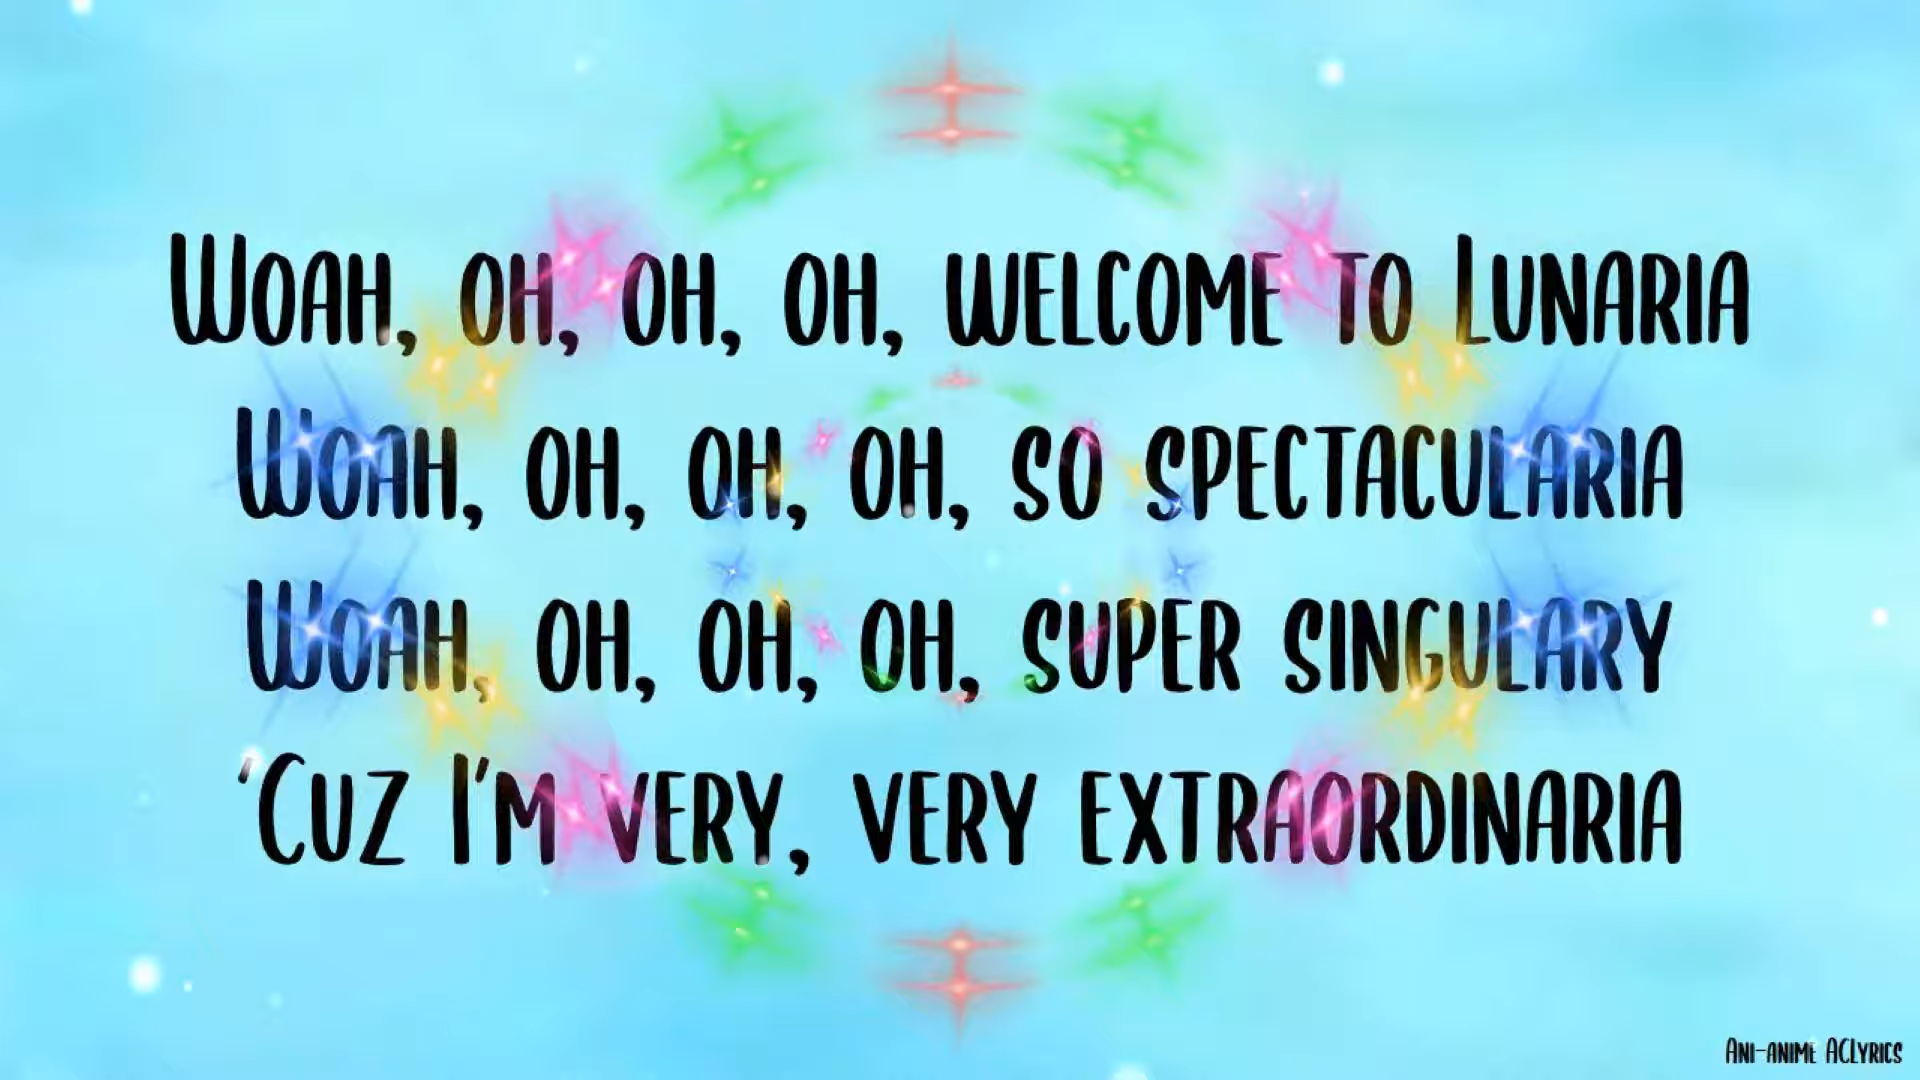 Woah, oh, oh, oh, welcome to Lunaria
Woah, oh, oh, oh, so spectacularia
Woah, oh, oh, oh, super singulary
'Cuz I'm very, very extraordinaria
Ani-anime ACLyrics